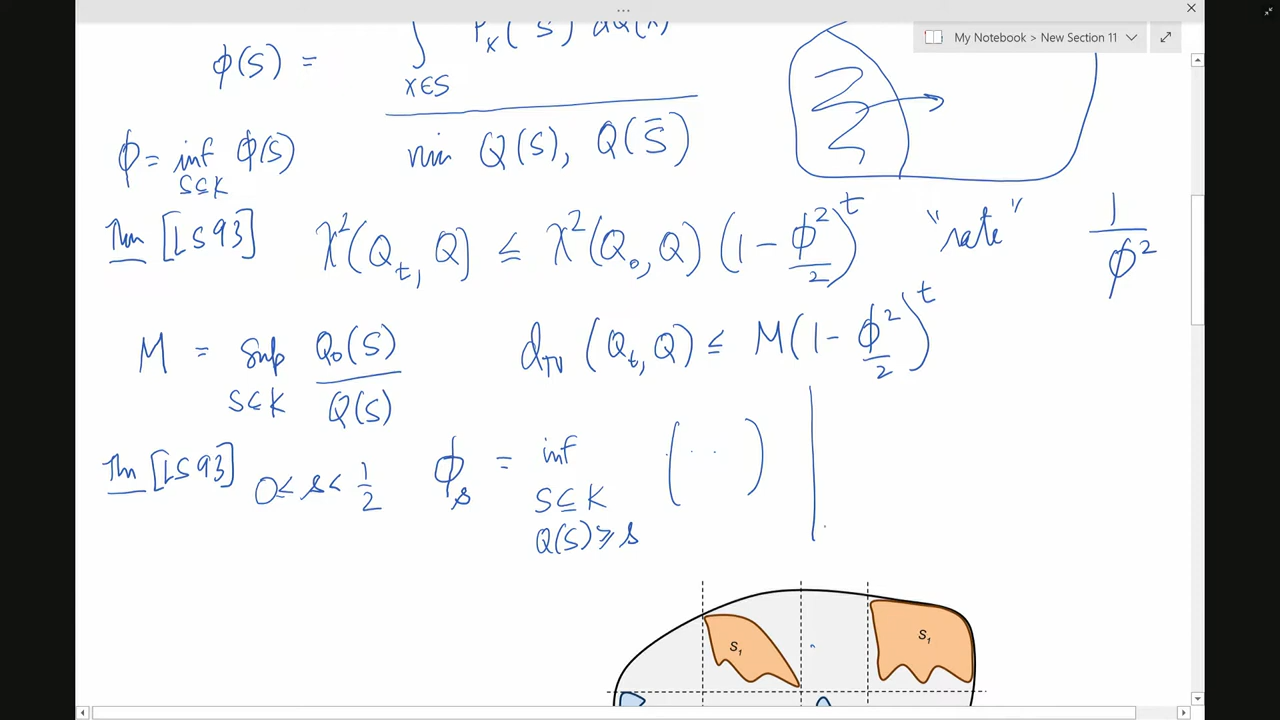 My Notebook > New Section 11
ϕ(S) = ∫_{x∈S} P_x(S̄) dQ(x) / min Q(S), Q(S̄)
ϕ = inf_{S⊆K} ϕ(S)
Thm [LS93] χ²(Q_t, Q) ≤ χ²(Q_0, Q) (1 − ϕ²/2)^t "rate" 1/ϕ²
M = sup_{S⊆K} Q_0(S)/Q(S) d_TV (Q_t, Q) ≤ M(1 − ϕ²/2)^t
Thm [LS93] 0 ≤ s < 1/2 ϕ_s = inf_{S⊆K, Q(S)≥s} (··)
S₁ S₁